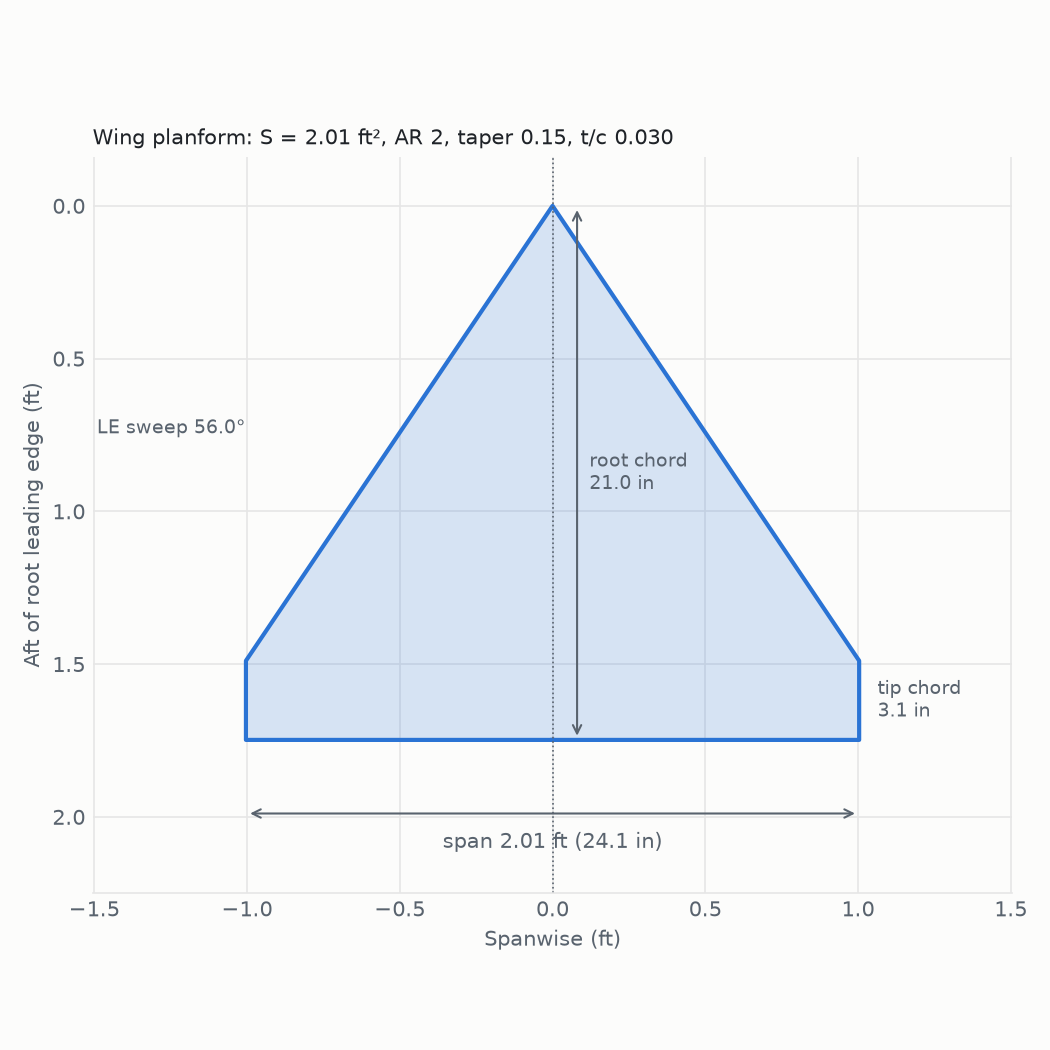 Wing planform: S = 2.01 ft², AR 2, taper 0.15, t/c 0.030
Aft of root leading edge (ft)
0.0
0.5
1.0
1.5
2.0
LE sweep 56.0°
root chord
21.0 in
tip chord
3.1 in
span 2.01 ft (24.1 in)
−1.5 −1.0 −0.5 0.0 0.5 1.0 1.5
Spanwise (ft)